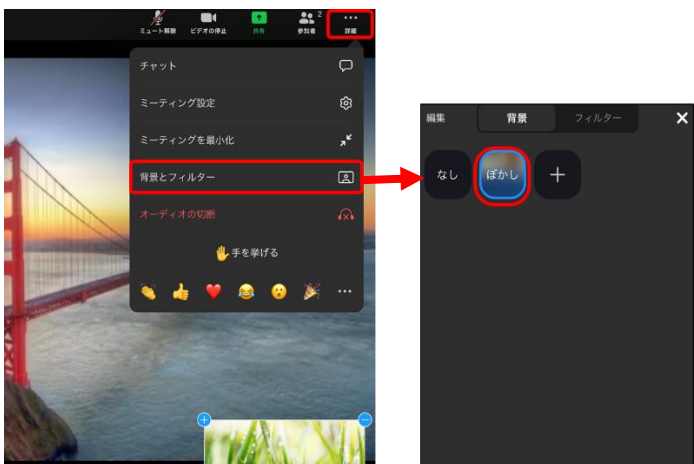 ミュート解除 ビデオの停止 共有 参加者 2 詳細
チャット
ミーティング設定
ミーティングを最小化
背景とフィルター
オーディオの切断
手を挙げる
編集 背景 フィルター
なし ぼかし